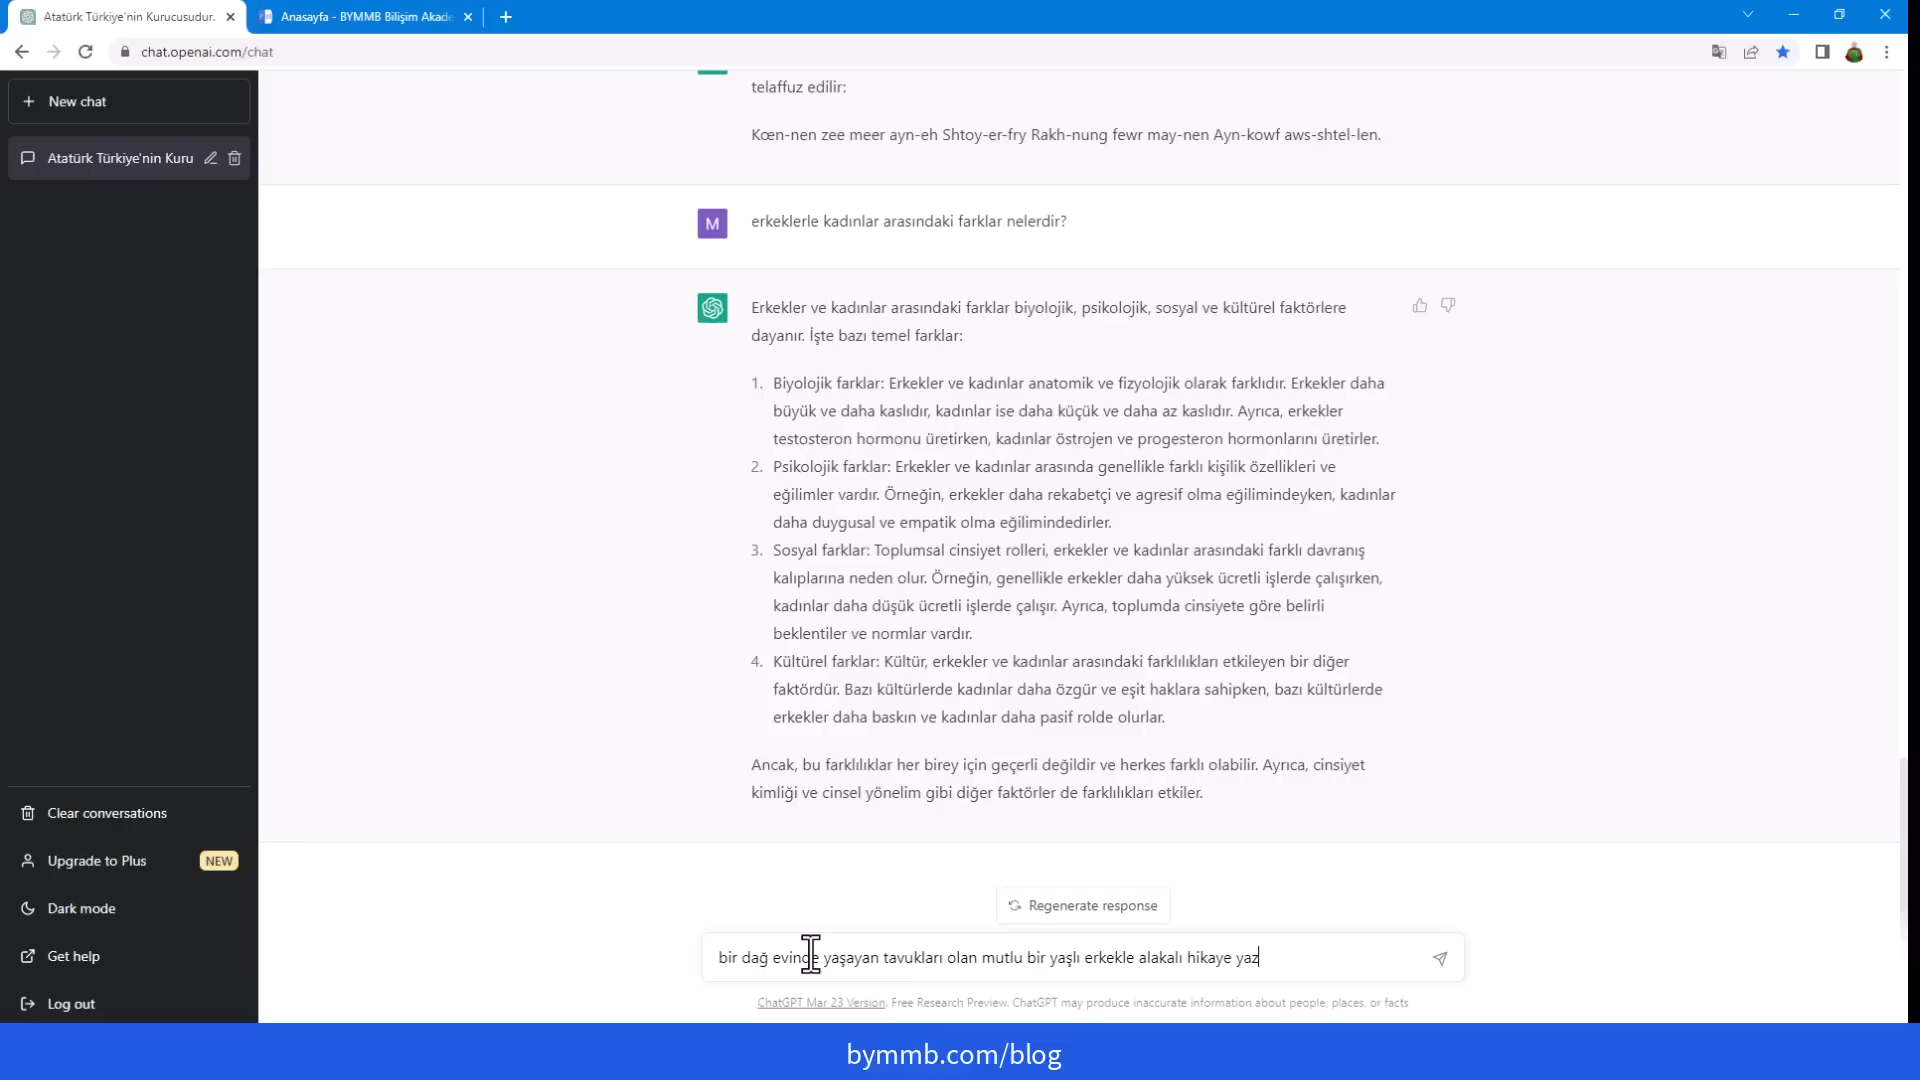 Atatürk Türkiye'nin Kurucusudur.
Anasayfa - BYMMB Bilişim Akade
chat.openai.com/chat
New chat
Atatürk Türkiye'nin Kuru
telaffuz edilir:
Kœn-nen zee meer ayn-eh Shtoy-er-fry Rakh-nung fewr may-nen Ayn-kowf aws-shtel-len.
M
erkeklerle kadınlar arasındaki farklar nelerdir?
Erkekler ve kadınlar arasındaki farklar biyolojik, psikolojik, sosyal ve kültürel faktörlere
dayanır. İşte bazı temel farklar:
1. Biyolojik farklar: Erkekler ve kadınlar anatomik ve fizyolojik olarak farklıdır. Erkekler daha
büyük ve daha kaslıdır, kadınlar ise daha küçük ve daha az kaslıdır. Ayrıca, erkekler
testosteron hormonu üretirken, kadınlar östrojen ve progesteron hormonlarını üretirler.
2. Psikolojik farklar: Erkekler ve kadınlar arasında genellikle farklı kişilik özellikleri ve
eğilimler vardır. Örneğin, erkekler daha rekabetçi ve agresif olma eğilimindeyken, kadınlar
daha duygusal ve empatik olma eğilimindedirler.
3. Sosyal farklar: Toplumsal cinsiyet rolleri, erkekler ve kadınlar arasındaki farklı davranış
kalıplarına neden olur. Örneğin, genellikle erkekler daha yüksek ücretli işlerde çalışırken,
kadınlar daha düşük ücretli işlerde çalışır. Ayrıca, toplumda cinsiyete göre belirli
beklentiler ve normlar vardır.
4. Kültürel farklar: Kültür, erkekler ve kadınlar arasındaki farklılıkları etkileyen bir diğer
faktördür. Bazı kültürlerde kadınlar daha özgür ve eşit haklara sahipken, bazı kültürlerde
erkekler daha baskın ve kadınlar daha pasif rolde olurlar.
Ancak, bu farklılıklar her birey için geçerli değildir ve herkes farklı olabilir. Ayrıca, cinsiyet
kimliği ve cinsel yönelim gibi diğer faktörler de farklılıkları etkiler.
Clear conversations
Upgrade to Plus NEW
Dark mode
Get help
Log out
Regenerate response
bir dağ evinde yaşayan tavukları olan mutlu bir yaşlı erkekle alakalı hikaye yaz
ChatGPT Mar 23 Version. Free Research Preview. ChatGPT may produce inaccurate information about people, places, or facts
bymmb.com/blog